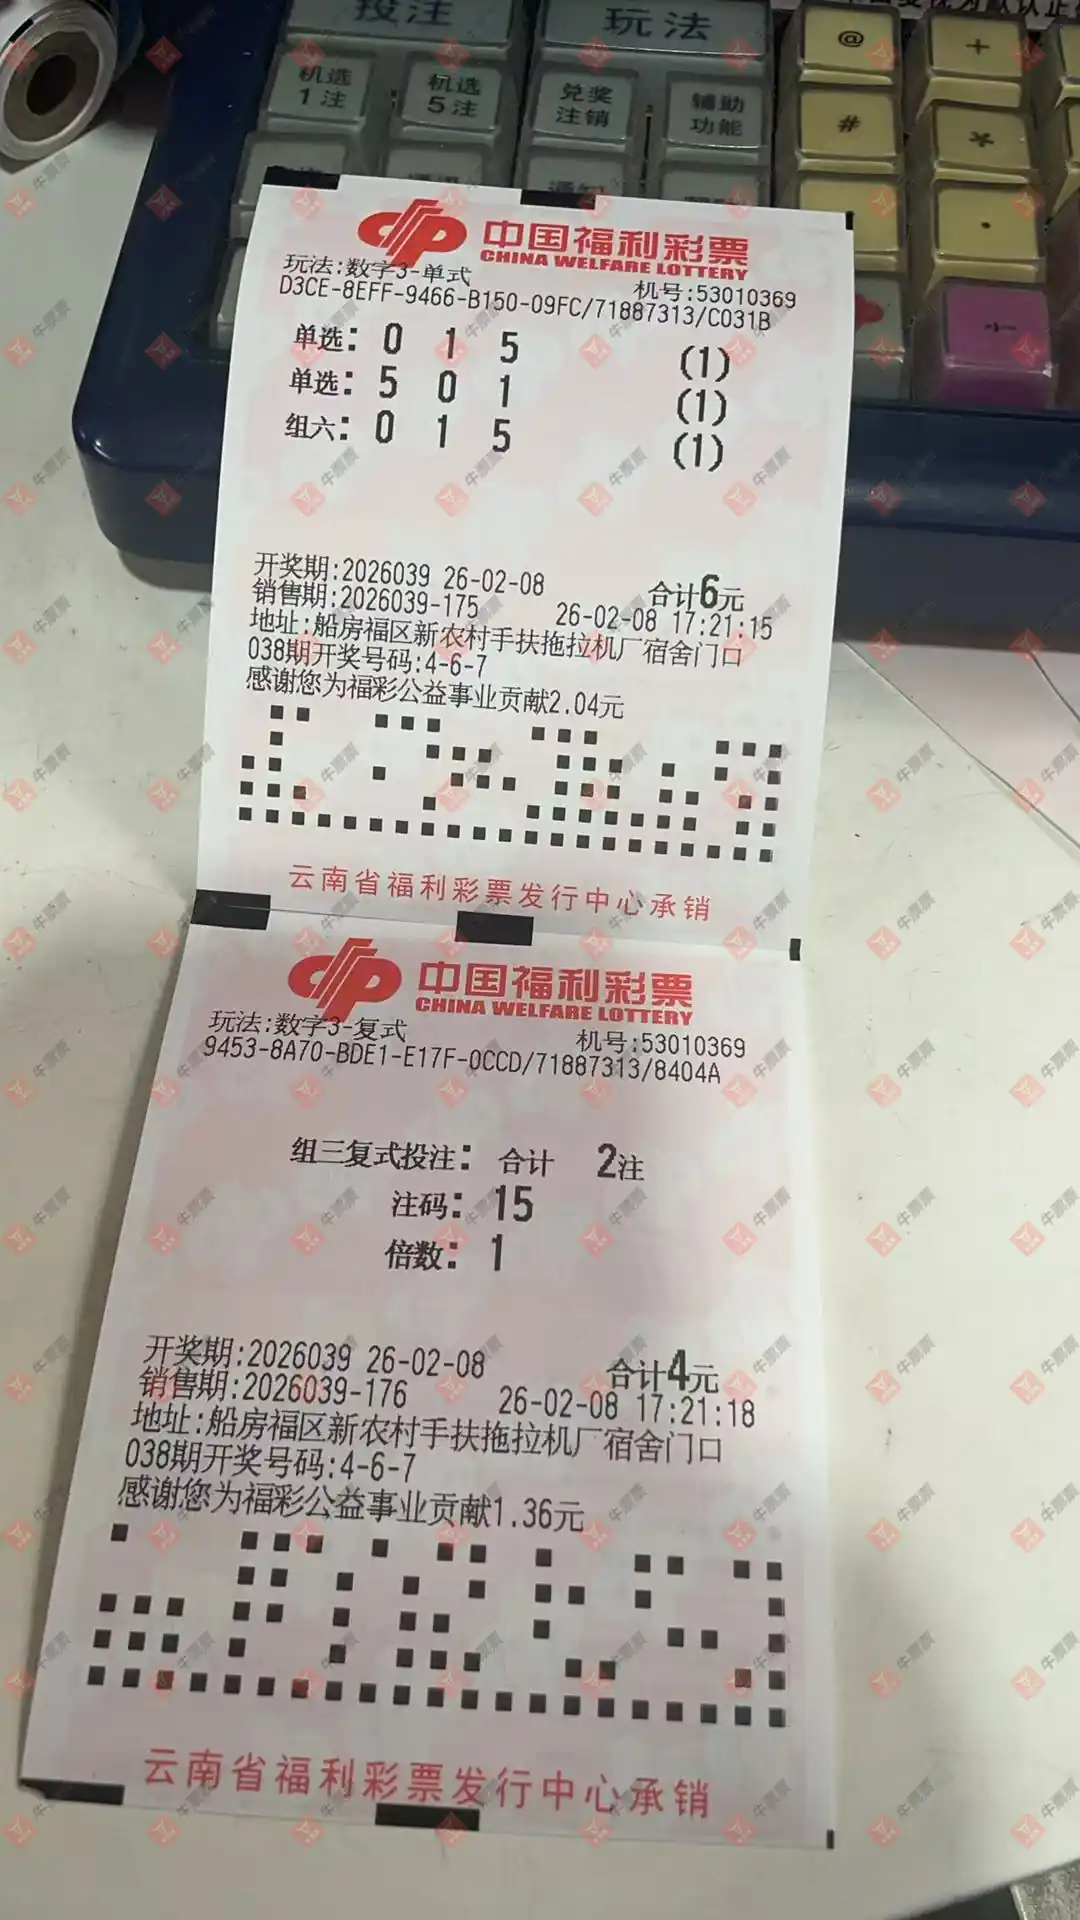 投注
玩法
机选
1注
机选
5注
兑奖
注销
辅助
功能
@
+
#
*
中国福利彩票
CHINA WELFARE LOTTERY
玩法:数字3-单式
机号:53010369
D3CE-8EFF-9466-B150-09FC/71887313/C031B
单选: 0 1 5 (1)
单选: 5 0 1 (1)
组六: 0 1 5 (1)
开奖期:2026039 26-02-08
合计6元
销售期:2026039-175
26-02-08 17:21:15
地址:船房福区新农村手扶拖拉机厂宿舍门口
038期开奖号码:4-6-7
感谢您为福彩公益事业贡献2.04元
云南省福利彩票发行中心承销
中国福利彩票
CHINA WELFARE LOTTERY
玩法:数字3-复式
机号:53010369
9453-8A70-BDE1-E17F-0CCD/71887313/8404A
组三复式投注: 合计 2注
注码: 15
倍数: 1
开奖期:2026039 26-02-08
合计4元
销售期:2026039-176
26-02-08 17:21:18
地址:船房福区新农村手扶拖拉机厂宿舍门口
038期开奖号码:4-6-7
感谢您为福彩公益事业贡献1.36元
云南省福利彩票发行中心承销
牛票票